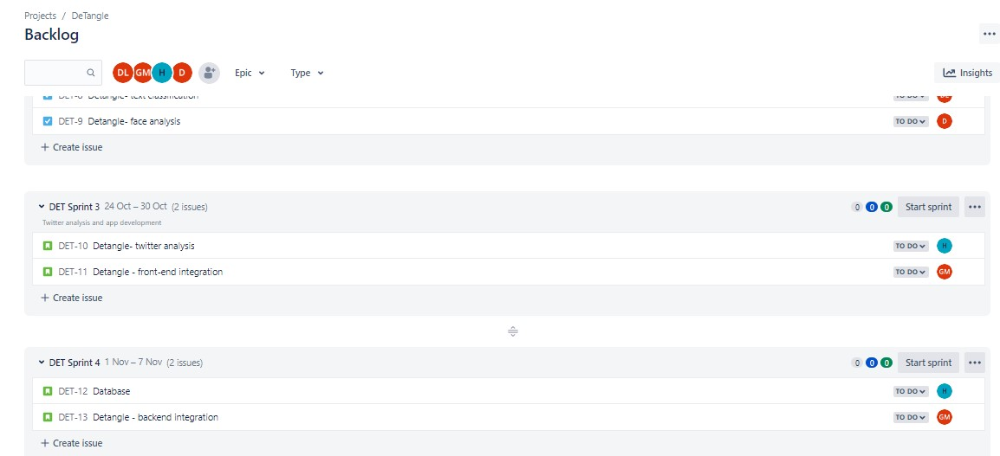 Projects / DeTangle
Backlog
DL GM H D Epic Type Insights
DET-8 Detangle- text classification TO DO
DET-9 Detangle- face analysis TO DO D
+ Create issue
DET Sprint 3 24 Oct – 30 Oct (2 issues) 0 0 0 Start sprint
Twitter analysis and app development
DET-10 Detangle- twitter analysis TO DO H
DET-11 Detangle - front-end integration TO DO GM
+ Create issue
DET Sprint 4 1 Nov – 7 Nov (2 issues) 0 0 0 Start sprint
DET-12 Database TO DO H
DET-13 Detangle - backend integration TO DO GM
+ Create issue